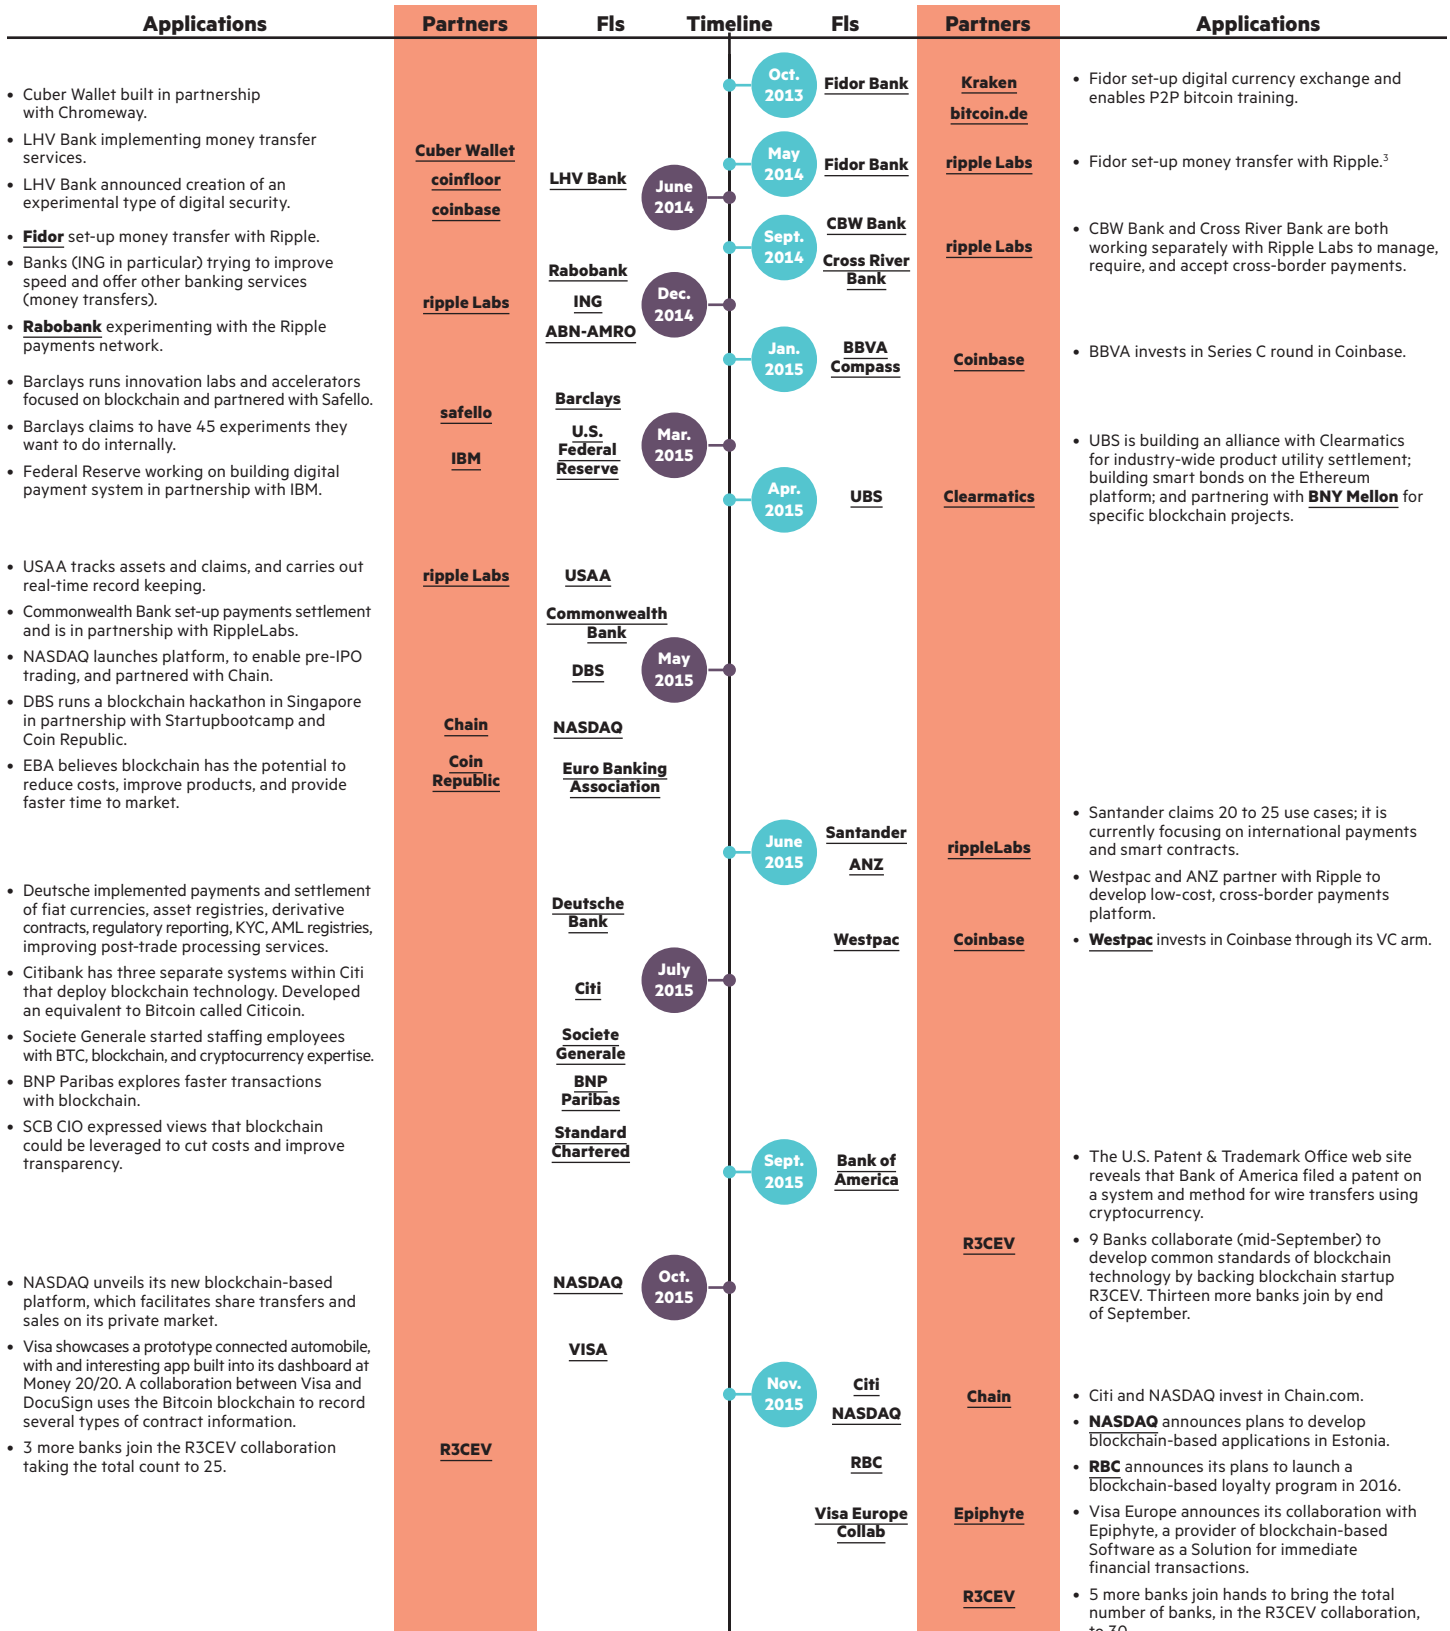 Applications Partners FIs Timeline FIs Partners Applications
• Cuber Wallet built in partnership
with Chromeway.
• LHV Bank implementing money transfer
services.
• LHV Bank announced creation of an
experimental type of digital security.
• Fidor set-up money transfer with Ripple.
• Banks (ING in particular) trying to improve
speed and offer other banking services
(money transfers).
• Rabobank experimenting with the Ripple
payments network.
• Barclays runs innovation labs and accelerators
focused on blockchain and partnered with Safello.
• Barclays claims to have 45 experiments they
want to do internally.
• Federal Reserve working on building digital
payment system in partnership with IBM.
• USAA tracks assets and claims, and carries out
real-time record keeping.
• Commonwealth Bank set-up payments settlement
and is in partnership with RippleLabs.
• NASDAQ launches platform, to enable pre-IPO
trading, and partnered with Chain.
• DBS runs a blockchain hackathon in Singapore
in partnership with Startupbootcamp and
Coin Republic.
• EBA believes blockchain has the potential to
reduce costs, improve products, and provide
faster time to market.
• Deutsche implemented payments and settlement
of fiat currencies, asset registries, derivative
contracts, regulatory reporting, KYC, AML registries,
improving post-trade processing services.
• Citibank has three separate systems within Citi
that deploy blockchain technology. Developed
an equivalent to Bitcoin called Citicoin.
• Societe Generale started staffing employees
with BTC, blockchain, and cryptocurrency expertise.
• BNP Paribas explores faster transactions
with blockchain.
• SCB CIO expressed views that blockchain
could be leveraged to cut costs and improve
transparency.
• NASDAQ unveils its new blockchain-based
platform, which facilitates share transfers and
sales on its private market.
• Visa showcases a prototype connected automobile,
with and interesting app built into its dashboard at
Money 20/20. A collaboration between Visa and
DocuSign uses the Bitcoin blockchain to record
several types of contract information.
• 3 more banks join the R3CEV collaboration
taking the total count to 25.
Cuber Wallet
coinfloor
coinbase
ripple Labs
safello
IBM
ripple Labs
Chain
Coin
Republic
R3CEV
LHV Bank
Rabobank
ING
ABN-AMRO
Barclays
U.S.
Federal
Reserve
USAA
Commonwealth
Bank
DBS
NASDAQ
Euro Banking
Association
Deutsche
Bank
Citi
Societe
Generale
BNP
Paribas
Standard
Chartered
NASDAQ
VISA
June
2014
Dec.
2014
Mar.
2015
May
2015
July
2015
Oct.
2015
Oct.
2013
May
2014
Sept.
2014
Jan.
2015
Apr.
2015
June
2015
Sept.
2015
Nov.
2015
Fidor Bank
Fidor Bank
CBW Bank
Cross River
Bank
BBVA
Compass
UBS
Santander
ANZ
Westpac
Bank of
America
Citi
NASDAQ
RBC
Visa Europe
Collab
Kraken
bitcoin.de
ripple Labs
ripple Labs
Coinbase
Clearmatics
rippleLabs
Coinbase
R3CEV
Chain
Epiphyte
R3CEV
• Fidor set-up digital currency exchange and
enables P2P bitcoin training.
• Fidor set-up money transfer with Ripple.3
• CBW Bank and Cross River Bank are both
working separately with Ripple Labs to manage,
require, and accept cross-border payments.
• BBVA invests in Series C round in Coinbase.
• UBS is building an alliance with Clearmatics
for industry-wide product utility settlement;
building smart bonds on the Ethereum
platform; and partnering with BNY Mellon for
specific blockchain projects.
• Santander claims 20 to 25 use cases; it is
currently focusing on international payments
and smart contracts.
• Westpac and ANZ partner with Ripple to
develop low-cost, cross-border payments
platform.
• Westpac invests in Coinbase through its VC arm.
• The U.S. Patent & Trademark Office web site
reveals that Bank of America filed a patent on
a system and method for wire transfers using
cryptocurrency.
• 9 Banks collaborate (mid-September) to
develop common standards of blockchain
technology by backing blockchain startup
R3CEV. Thirteen more banks join by end
of September.
• Citi and NASDAQ invest in Chain.com.
• NASDAQ announces plans to develop
blockchain-based applications in Estonia.
• RBC announces its plans to launch a
blockchain-based loyalty program in 2016.
• Visa Europe announces its collaboration with
Epiphyte, a provider of blockchain-based
Software as a Solution for immediate
financial transactions.
• 5 more banks join hands to bring the total
number of banks, in the R3CEV collaboration,
to 30